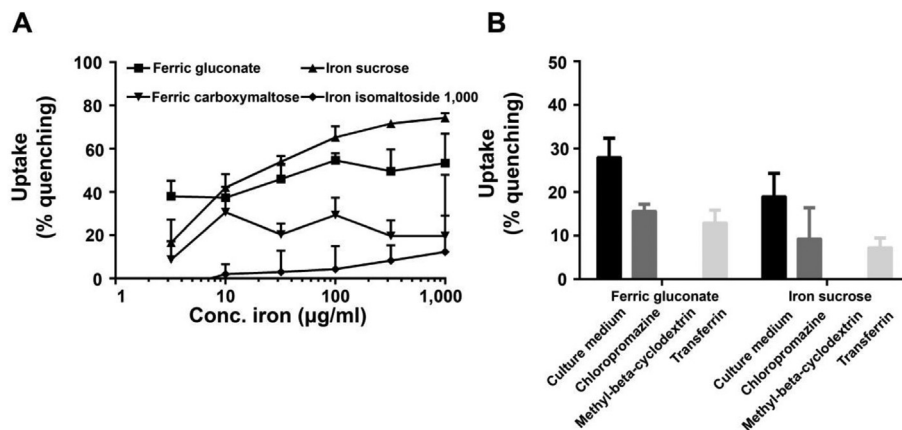 A
Uptake
(% quenching)
100
80
60
40
20
0
Ferric gluconate
Iron sucrose
Ferric carboxymaltose
Iron isomaltoside 1,000
1
10
100
1,000
Conc. iron (µg/ml)
B
Uptake
(% quenching)
50
40
30
20
10
0
Ferric gluconate
Iron sucrose
Culture medium
Chloropromazine
Methyl-beta-cyclodextrin
Transferrin
Culture medium
Chloropromazine
Methyl-beta-cyclodextrin
Transferrin